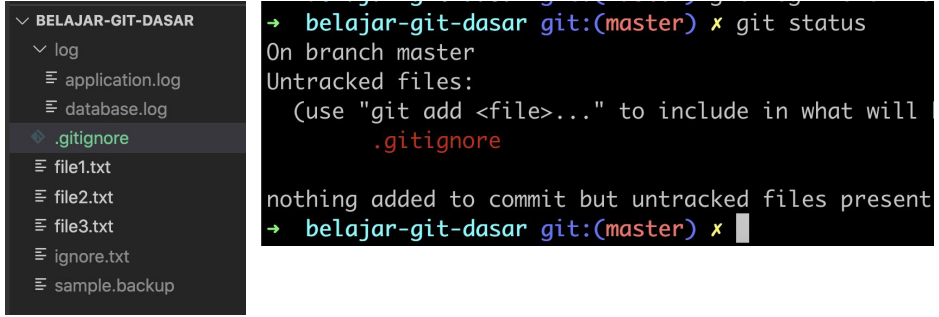 BELAJAR-GIT-DASAR
log
application.log
database.log
.gitignore
file1.txt
file2.txt
file3.txt
ignore.txt
sample.backup
→ belajar-git-dasar git:(master) ✗ git status
On branch master
Untracked files:
(use "git add <file>..." to include in what will
.gitignore
nothing added to commit but untracked files present
→ belajar-git-dasar git:(master) ✗